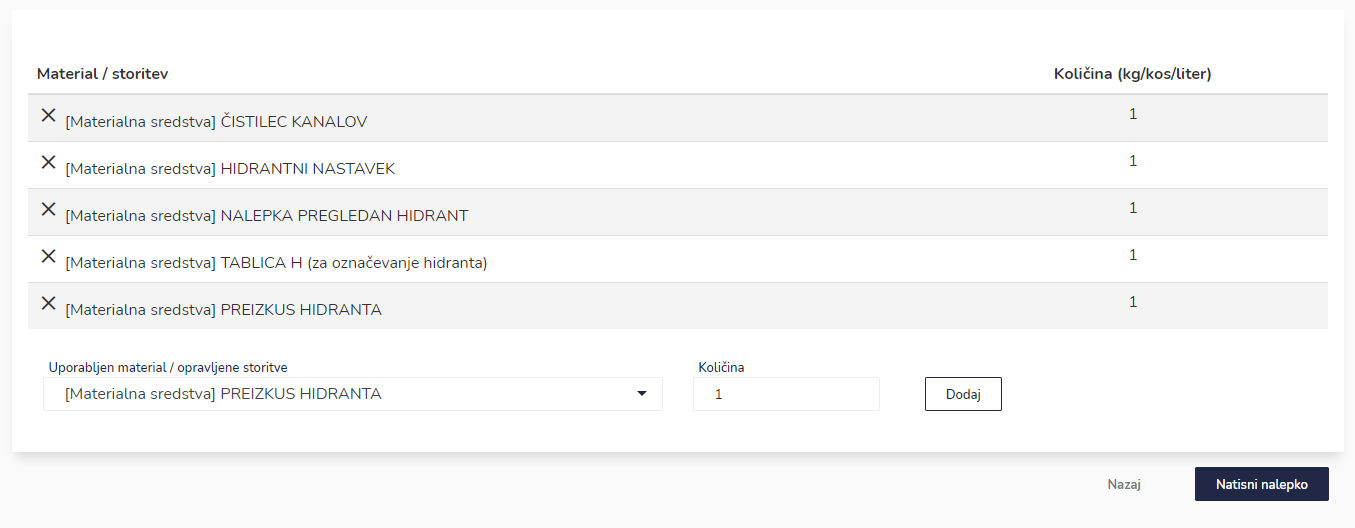 Material / storitev Količina (kg/kos/liter)
[Materialna sredstva] ČISTILEC KANALOV 1
[Materialna sredstva] HIDRANTNI NASTAVEK 1
[Materialna sredstva] NALEPKA PREGLEDAN HIDRANT 1
[Materialna sredstva] TABLICA H (za označevanje hidranta) 1
[Materialna sredstva] PREIZKUS HIDRANTA 1
Uporabljen material / opravljene storitve Količina
[Materialna sredstva] PREIZKUS HIDRANTA 1 Dodaj
Nazaj Natisni nalepko